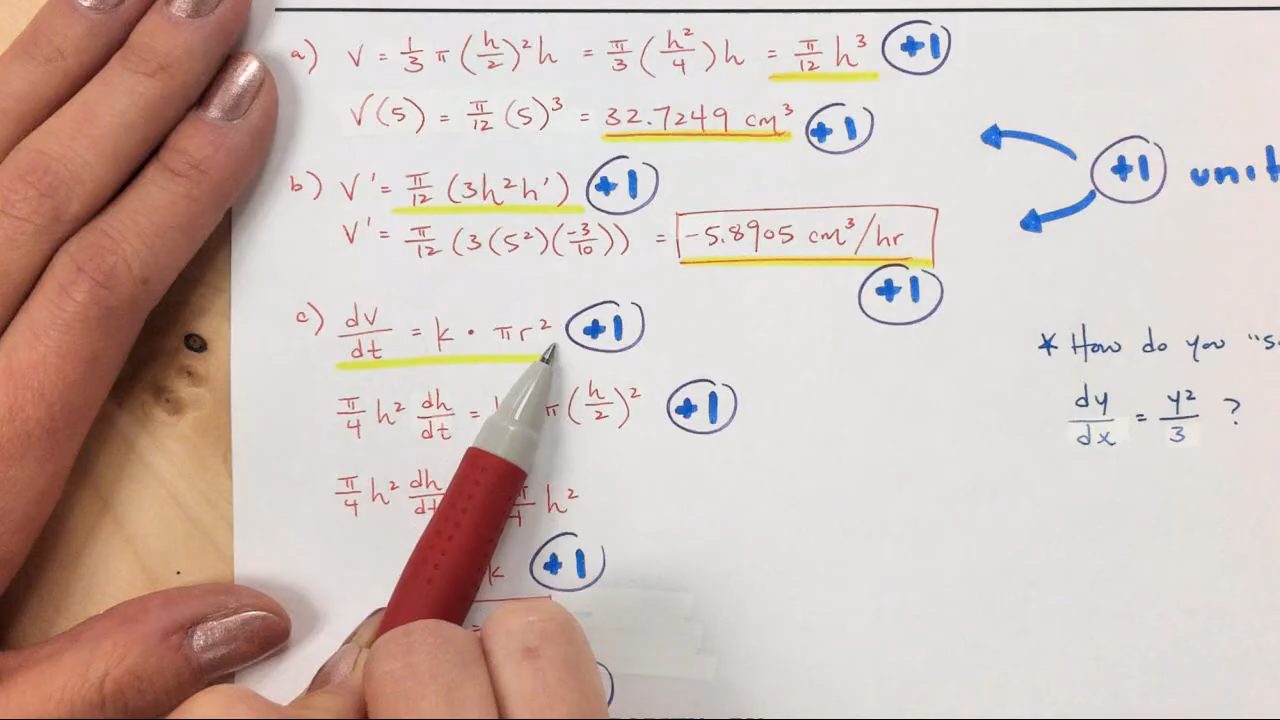 a) V = 1/3 π (h/2)² h = π/3 (h²/4) h = π/12 h³ +1
V(5) = π/12 (5)³ = 32.7249 cm³ +1
+1 unit
b) V' = π/12 (3h²h') +1
V' = π/12 (3(5²)(-3/10)) = -5.8905 cm³/hr
+1
c) dV/dt = k · πr² +1
* How do you "s
π/4 h² dh/dt = π (h/2)² +1
dy/dx = y²/3 ?
π/4 h² dh/dt h²
k +1